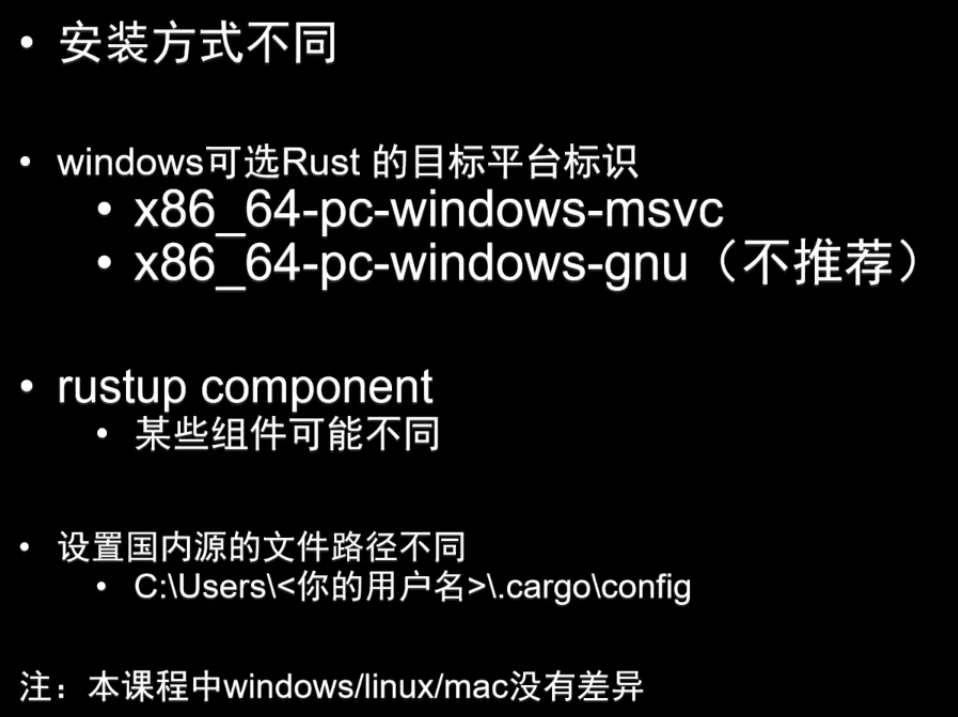 • 安装方式不同
• windows可选Rust 的目标平台标识
• x86_64-pc-windows-msvc
• x86_64-pc-windows-gnu（不推荐）
• rustup component
• 某些组件可能不同
• 设置国内源的文件路径不同
• C:\Users\<你的用户名>\.cargo\config
注：本课程中windows/linux/mac没有差异